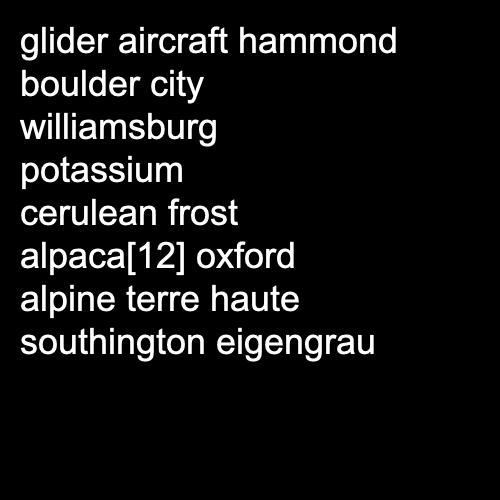 glider aircraft hammond
boulder city
williamsburg
potassium
cerulean frost
alpaca[12] oxford
alpine terre haute
southington eigengrau